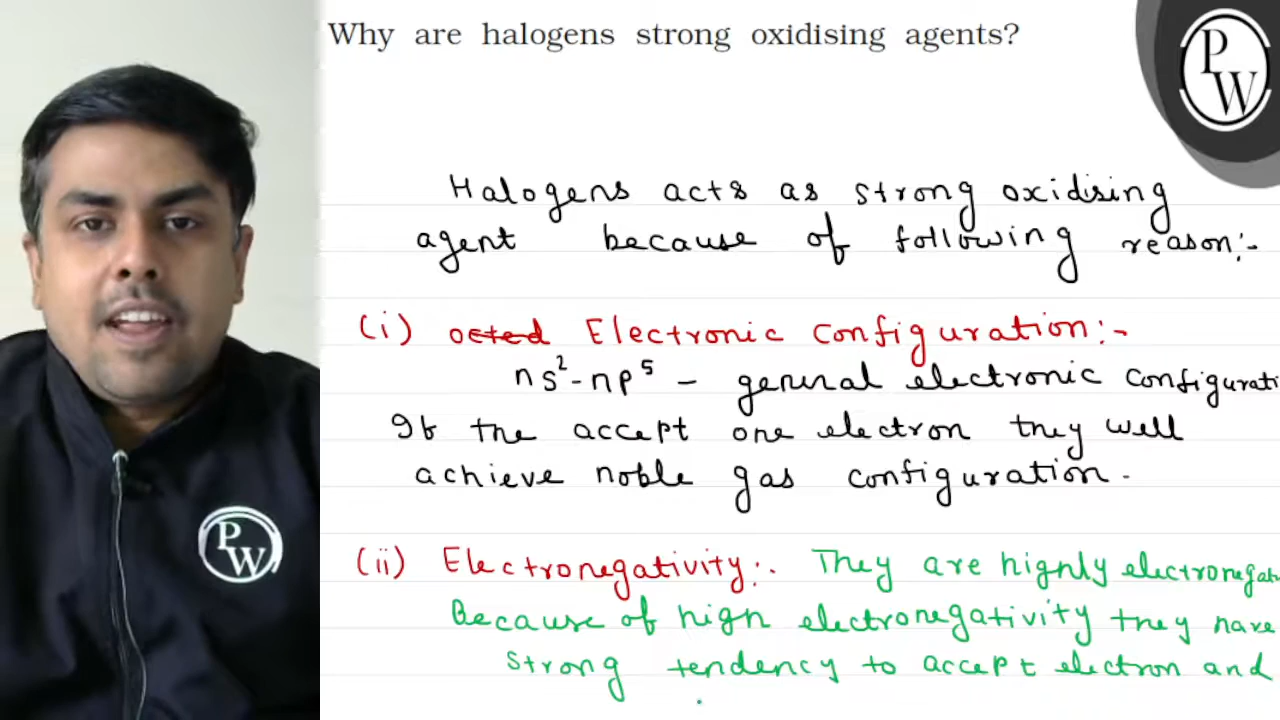 Why are halogens strong oxidising agents?
PW
Halogens acts as strong oxidising
agent because of following reason:-
(i) octed Electronic configuration:-
ns²-np⁵ - general electronic configurati
If the accept one electron they well
achieve noble gas configuration.
(ii) Electronegativity:. They are highly electronegat
Because of high electronegativity they have
strong tendency to accept electron and
PW